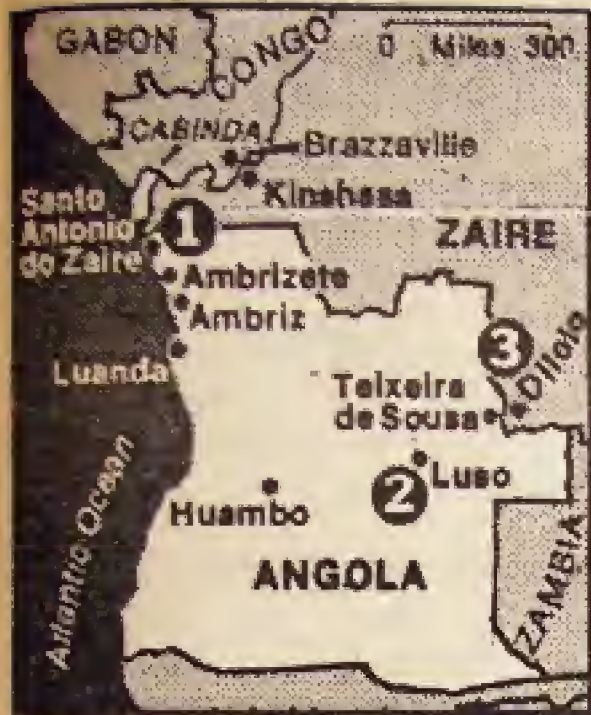 GABON
CONGO
0 Miles 300
CABINDA
Brazzaville
Kinshasa
Santo
Antonio
do Zaire
1
ZAIRE
Ambrizete
Ambriz
Luanda
3
Dilolo
Teixeira
de Sousa
Luso
2
Huambo
ANGOLA
Atlantic Ocean
ZAMBIA